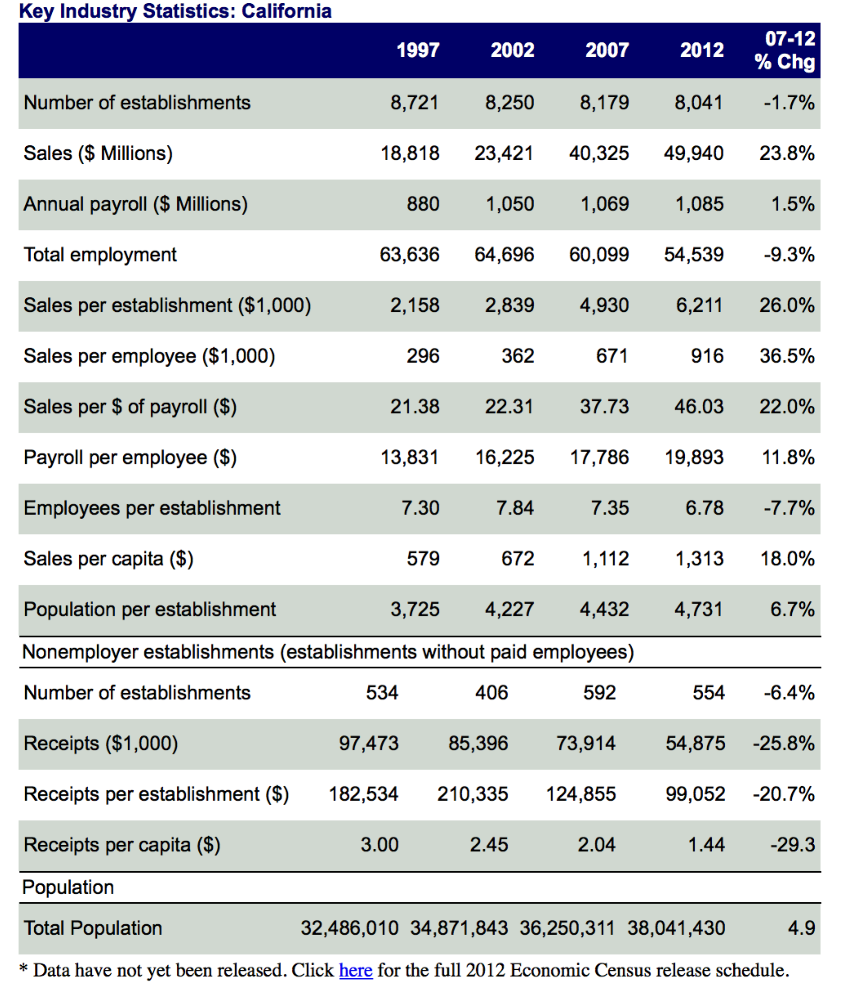 Key Industry Statistics: California
1997 2002 2007 2012 07-12 % Chg
Number of establishments 8,721 8,250 8,179 8,041 -1.7%
Sales ($ Millions) 18,818 23,421 40,325 49,940 23.8%
Annual payroll ($ Millions) 880 1,050 1,069 1,085 1.5%
Total employment 63,636 64,696 60,099 54,539 -9.3%
Sales per establishment ($1,000) 2,158 2,839 4,930 6,211 26.0%
Sales per employee ($1,000) 296 362 671 916 36.5%
Sales per $ of payroll ($) 21.38 22.31 37.73 46.03 22.0%
Payroll per employee ($) 13,831 16,225 17,786 19,893 11.8%
Employees per establishment 7.30 7.84 7.35 6.78 -7.7%
Sales per capita ($) 579 672 1,112 1,313 18.0%
Population per establishment 3,725 4,227 4,432 4,731 6.7%
Nonemployer establishments (establishments without paid employees)
Number of establishments 534 406 592 554 -6.4%
Receipts ($1,000) 97,473 85,396 73,914 54,875 -25.8%
Receipts per establishment ($) 182,534 210,335 124,855 99,052 -20.7%
Receipts per capita ($) 3.00 2.45 2.04 1.44 -29.3
Population
Total Population 32,486,010 34,871,843 36,250,311 38,041,430 4.9
* Data have not yet been released. Click here for the full 2012 Economic Census release schedule.